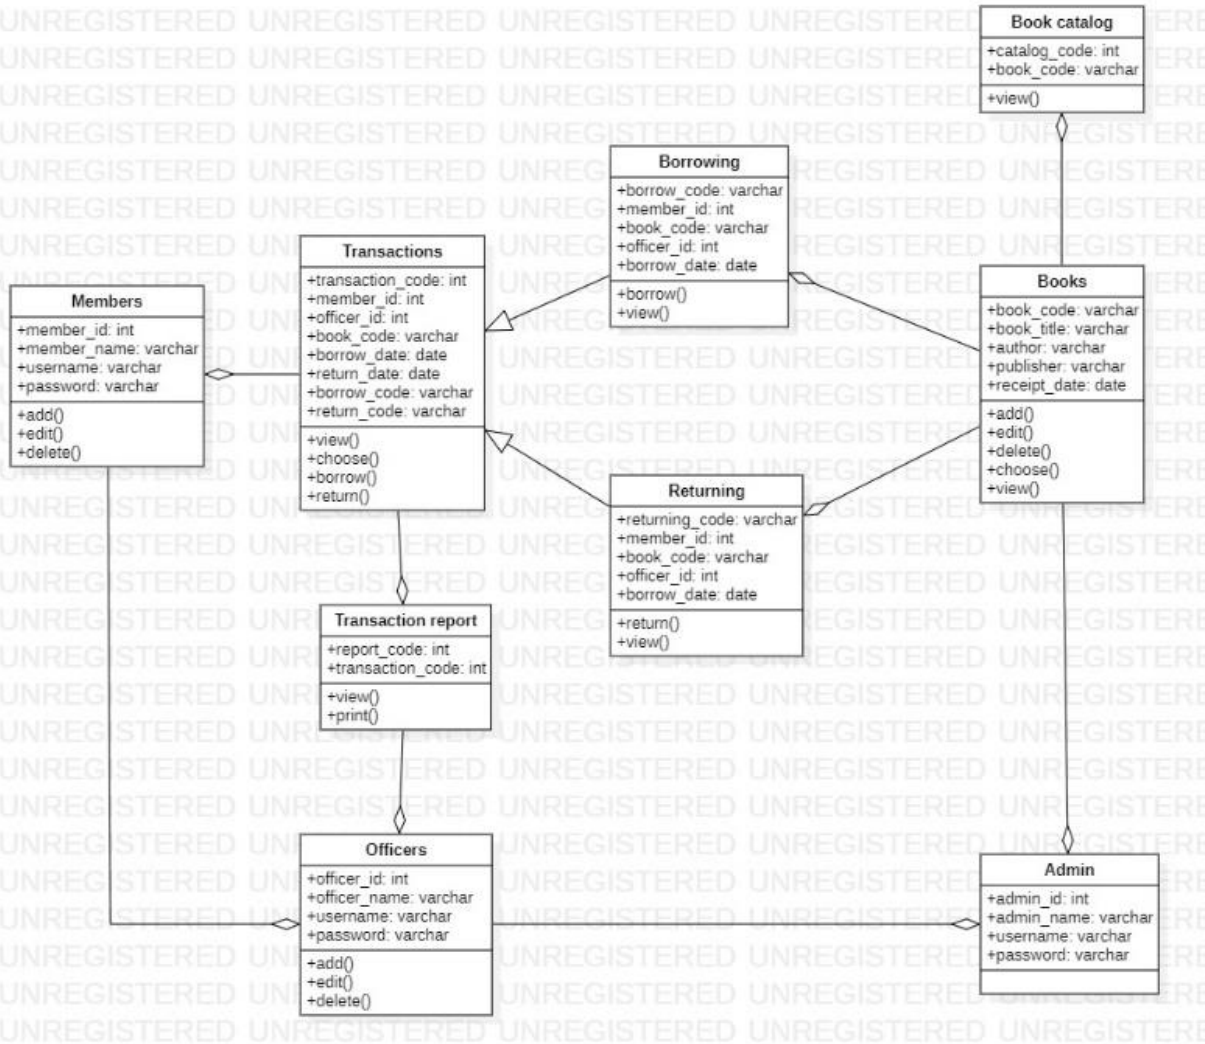 Book catalog
+catalog_code: int
+book_code: varchar
+view()
Borrowing
+borrow_code: varchar
+member_id: int
+book_code: varchar
+officer_id: int
+borrow_date: date
+borrow()
+view()
Transactions
+transaction_code: int
+member_id: int
+officer_id: int
+book_code: varchar
+borrow_date: date
+return_date: date
+borrow_code: varchar
+return_code: varchar
+view()
+choose()
+borrow()
+return()
Books
+book_code: varchar
+book_title: varchar
+author: varchar
+publisher: varchar
+receipt_date: date
+add()
+edit()
+delete()
+choose()
+view()
Members
+member_id: int
+member_name: varchar
+username: varchar
+password: varchar
+add()
+edit()
+delete()
Returning
+returning_code: varchar
+member_id: int
+book_code: varchar
+officer_id: int
+borrow_date: date
+return()
+view()
Transaction report
+report_code: int
+transaction_code: int
+view()
+print()
Officers
+officer_id: int
+officer_name: varchar
+username: varchar
+password: varchar
+add()
+edit()
+delete()
Admin
+admin_id: int
+admin_name: varchar
+username: varchar
+password: varchar
UNREGISTERED UNREGISTERED UNREGISTERED UNREGISTERED